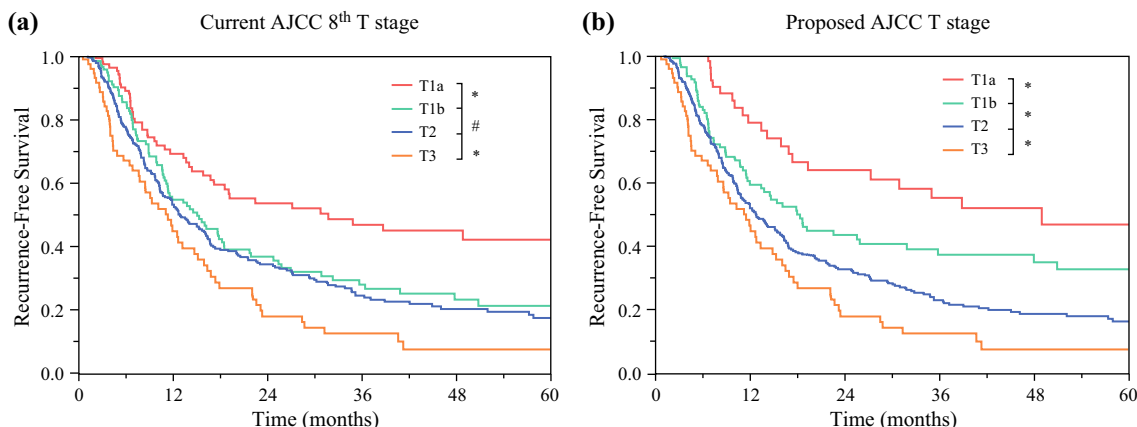 (a)
Current AJCC 8th T stage
Recurrence-Free Survival
1.0
0.8
0.6
0.4
0.2
0.0
T1a
T1b
T2
T3
*
#
*
0
12
24
36
48
60
Time (months)
(b)
Proposed AJCC T stage
Recurrence-Free Survival
1.0
0.8
0.6
0.4
0.2
0.0
T1a
T1b
T2
T3
*
*
*
0
12
24
36
48
60
Time (months)